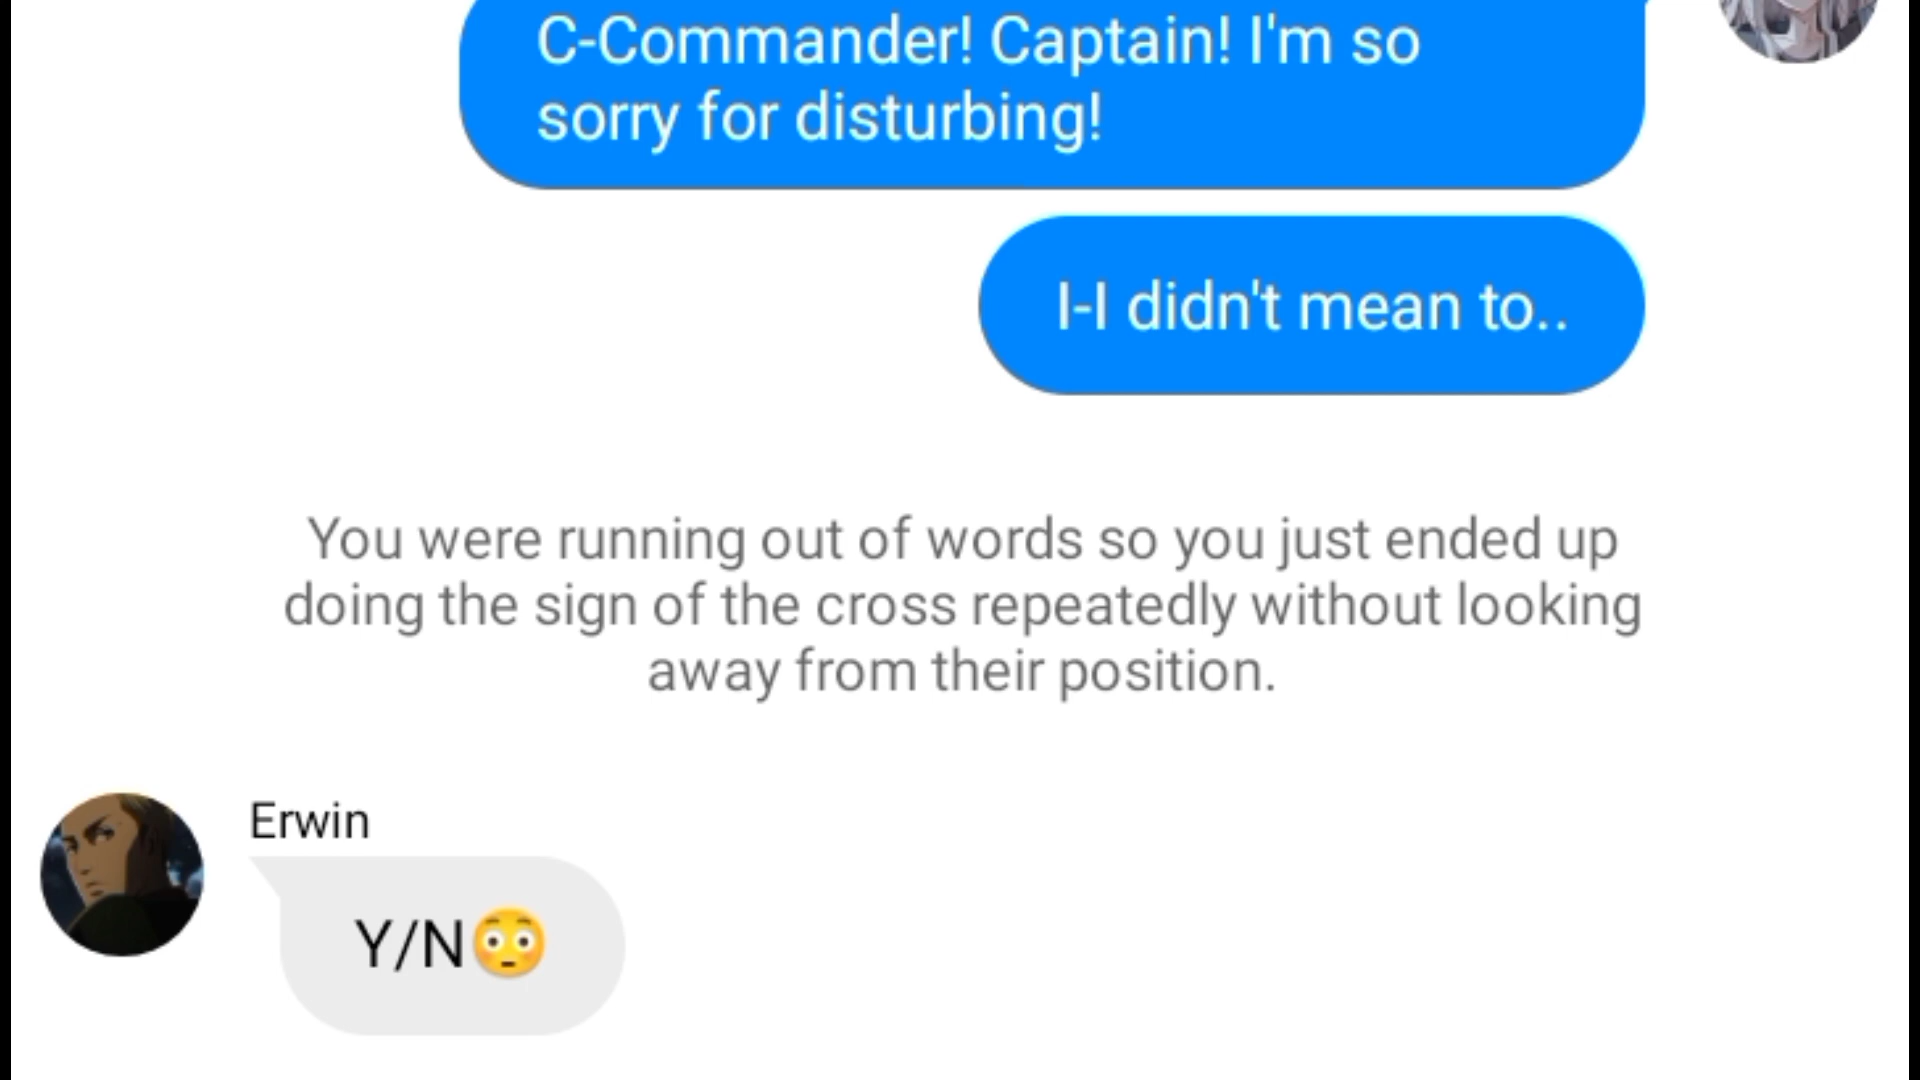 C-Commander! Captain! I'm so
sorry for disturbing!
I-I didn't mean to..
You were running out of words so you just ended up
doing the sign of the cross repeatedly without looking
away from their position.
Erwin
Y/N😳